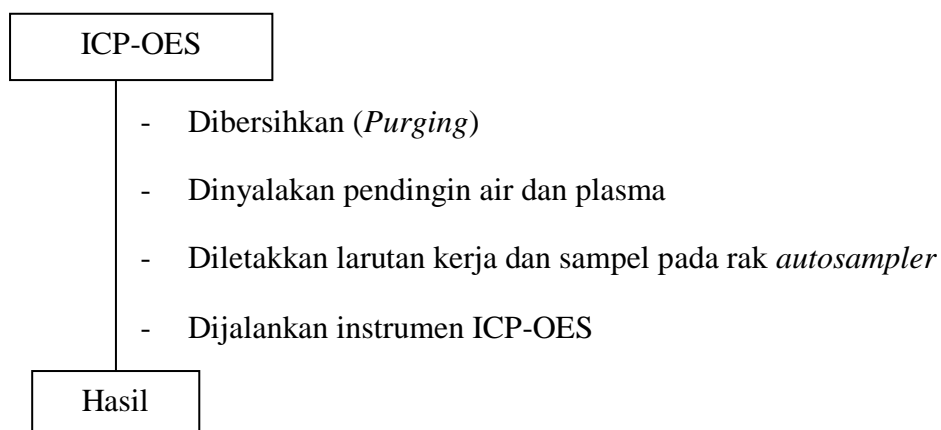 ICP-OES
- Dibersihkan (Purging)
- Dinyalakan pendingin air dan plasma
- Diletakkan larutan kerja dan sampel pada rak autosampler
- Dijalankan instrumen ICP-OES
Hasil